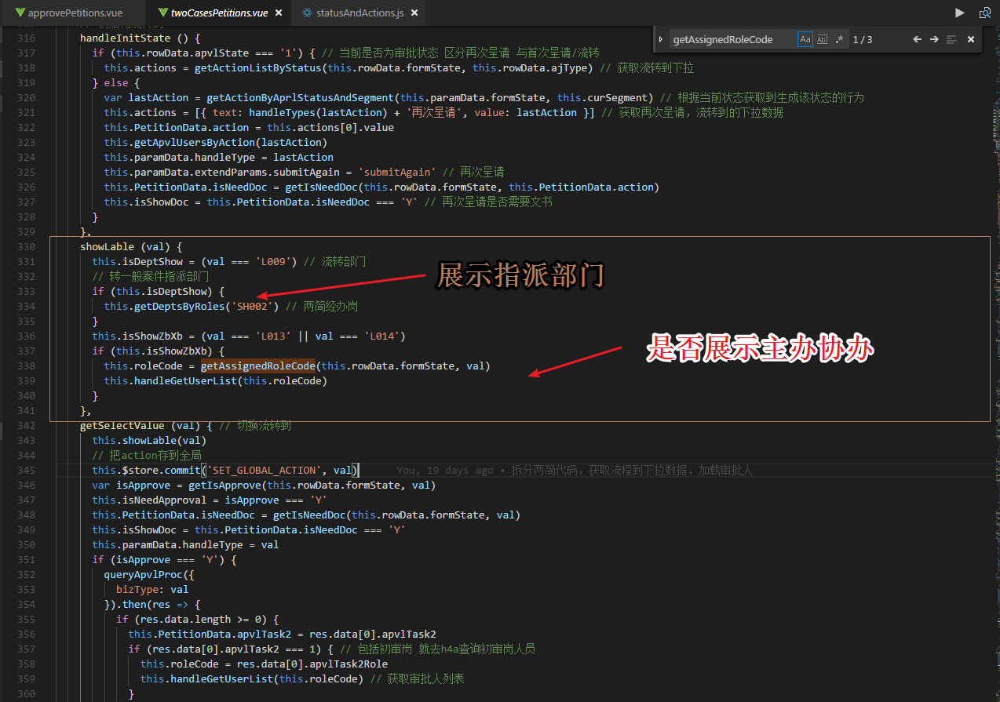 approvePetitions.vue
twoCasesPetitions.vue ×
statusAndActions.js ×
getAssignedRoleCode Aa Abl .* 1 / 3
316 handleInitState () {
317 if (this.rowData.apvlState === '1') { // 当前是否为审批状态 区分再次呈请 与首次呈请/流转
318 this.actions = getActionListByStatus(this.rowData.formState, this.rowData.ajType) // 获取流转到下拉
319 } else {
320 var lastAction = getActionByAprlStatusAndSegment(this.paramData.formState, this.curSegment) // 根据当前状态获取到生成该状态的行为
321 this.actions = [{ text: handleTypes(lastAction) + '再次呈请', value: lastAction }] // 获取再次呈请，流转到的下拉数据
322 this.PetitionData.action = this.actions[0].value
323 this.getApvlUsersByAction(lastAction)
324 this.paramData.handleType = lastAction
325 this.paramData.extendParams.submitAgain = 'submitAgain' // 再次呈请
326 this.PetitionData.isNeedDoc = getIsNeedDoc(this.rowData.formState, this.PetitionData.action)
327 this.isShowDoc = this.PetitionData.isNeedDoc === 'Y' // 再次呈请是否需要文书
328 }
329 },
330 showLable (val) {
331 this.isDeptShow = (val === 'L009') // 流转部门
332 // 转一般案件指派部门
333 if (this.isDeptShow) {
334 this.getDeptsByRoles('SH002') // 两简经办岗
335 }
336 this.isShowZbXb = (val === 'L013' || val === 'L014')
337 if (this.isShowZbXb) {
338 this.roleCode = getAssignedRoleCode(this.rowData.formState, val)
339 this.handleGetUserList(this.roleCode)
340 }
341 },
展示指派部门
是否展示主办协办
342 getSelectValue (val) { // 切换流转到
343 this.showLable(val)
344 // 把action存到全局
345 this.$store.commit('SET_GLOBAL_ACTION', val) You, 19 days ago • 拆分两简代码，获取流程到下拉数据，加载审批人
346 var isApprove = getIsApprove(this.rowData.formState, val)
347 this.isNeedApproval = isApprove === 'Y'
348 this.PetitionData.isNeedDoc = getIsNeedDoc(this.rowData.formState, val)
349 this.isShowDoc = this.PetitionData.isNeedDoc === 'Y'
350 this.paramData.handleType = val
351 if (isApprove === 'Y') {
352 queryApvlProc({
353 bizType: val
354 }).then(res => {
355 if (res.data.length >= 0) {
356 this.PetitionData.apvlTask2 = res.data[0].apvlTask2
357 if (res.data[0].apvlTask2 === 1) { // 包括初审岗 就去h4a查询初审岗人员
358 this.roleCode = res.data[0].apvlTask2Role
359 this.handleGetUserList(this.roleCode) // 获取审批人列表
360 }